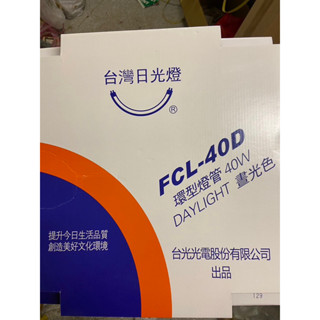 台灣日光燈
®
FCL-40D
環型燈管 40W
DAYLIGHT 晝光色
提升今日生活品質
創造美好文化環境
台光光電股份有限公司
出品
129